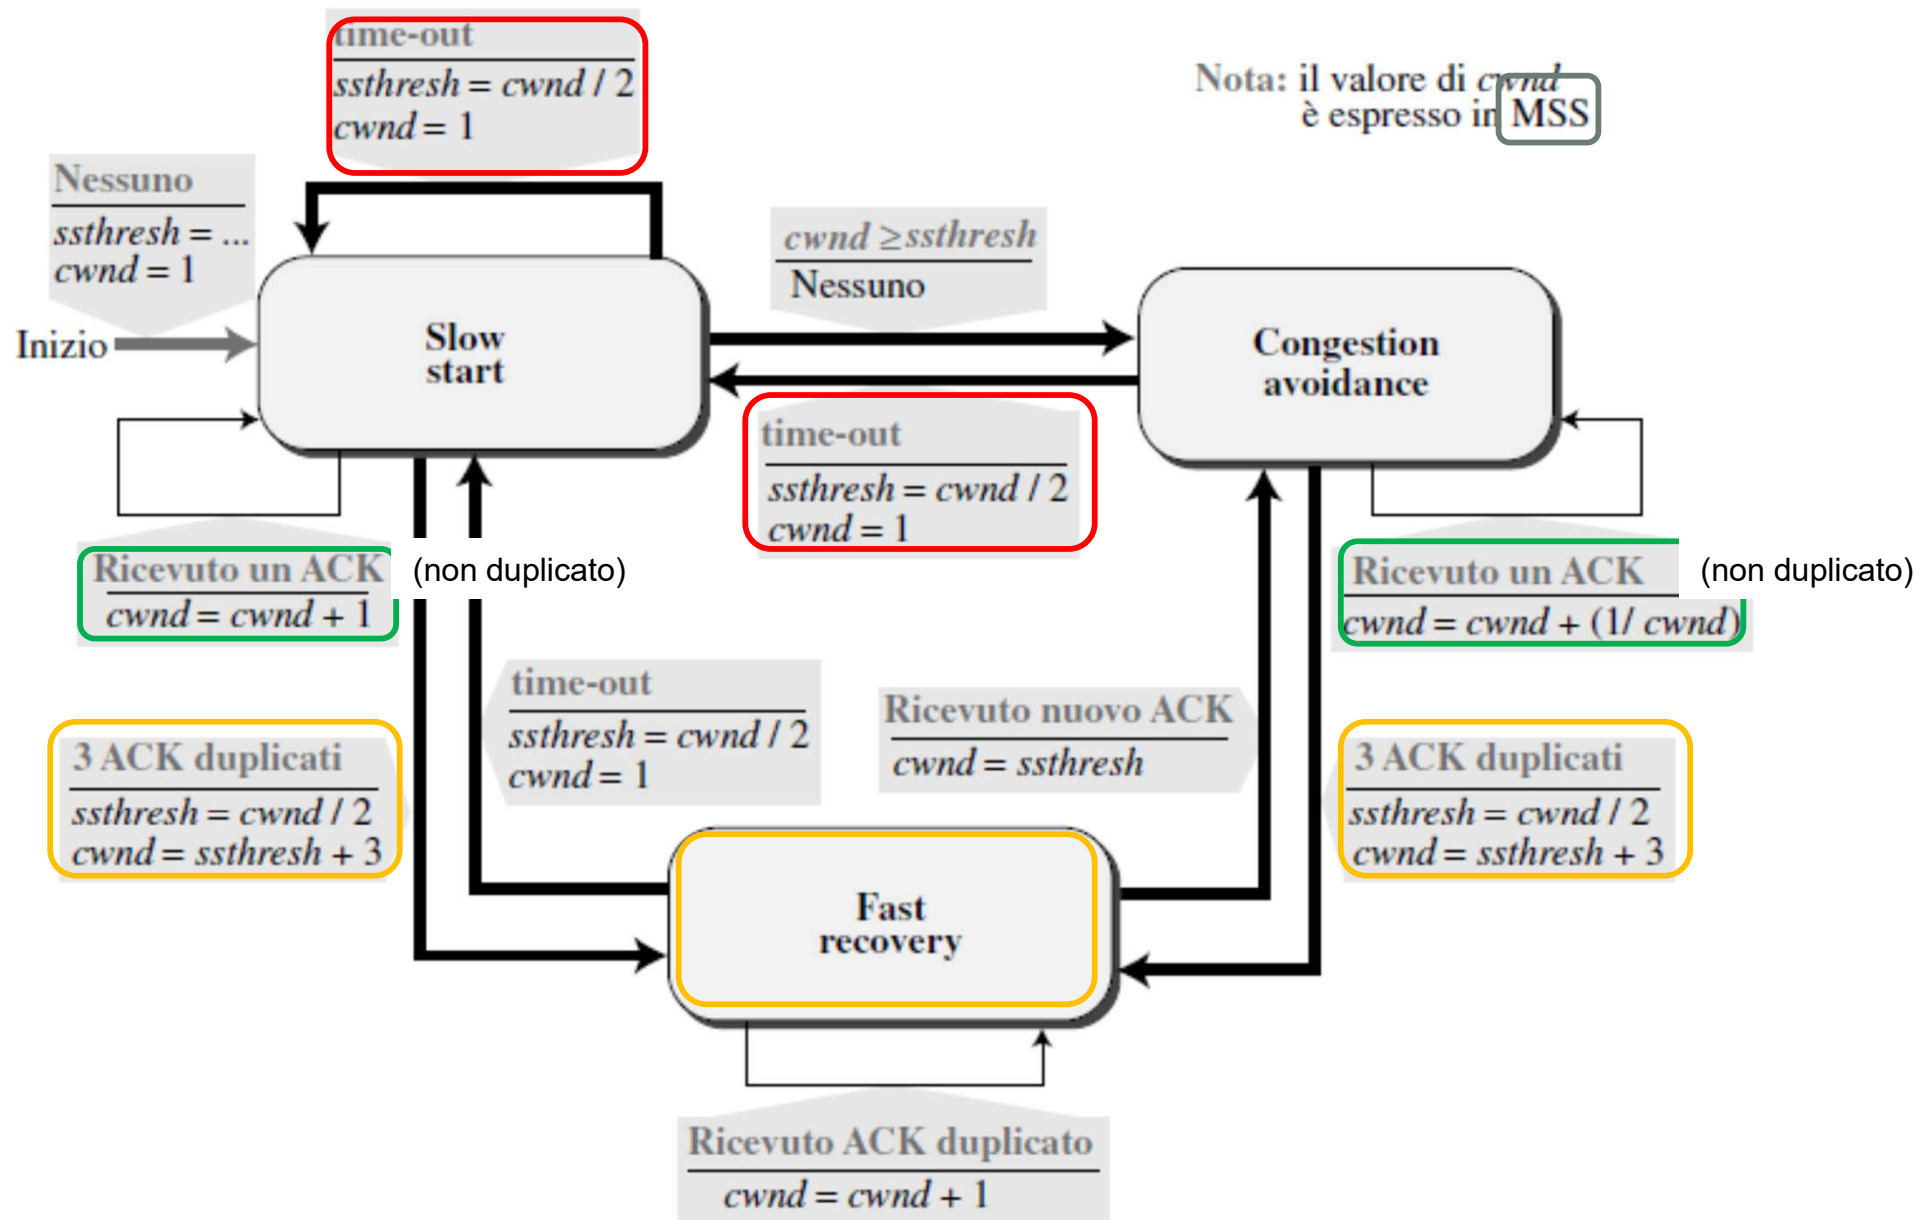 time-out
ssthresh = cwnd / 2
cwnd = 1
Nota: il valore di cwnd
è espresso in MSS
Nessuno
ssthresh = ...
cwnd = 1
Inizio
cwnd ≥ ssthresh
Nessuno
Slow
start
Congestion
avoidance
time-out
ssthresh = cwnd / 2
cwnd = 1
Ricevuto un ACK (non duplicato)
cwnd = cwnd + 1
Ricevuto un ACK (non duplicato)
cwnd = cwnd + (1/ cwnd)
time-out
ssthresh = cwnd / 2
cwnd = 1
Ricevuto nuovo ACK
cwnd = ssthresh
3 ACK duplicati
ssthresh = cwnd / 2
cwnd = ssthresh + 3
3 ACK duplicati
ssthresh = cwnd / 2
cwnd = ssthresh + 3
Fast
recovery
Ricevuto ACK duplicato
cwnd = cwnd + 1